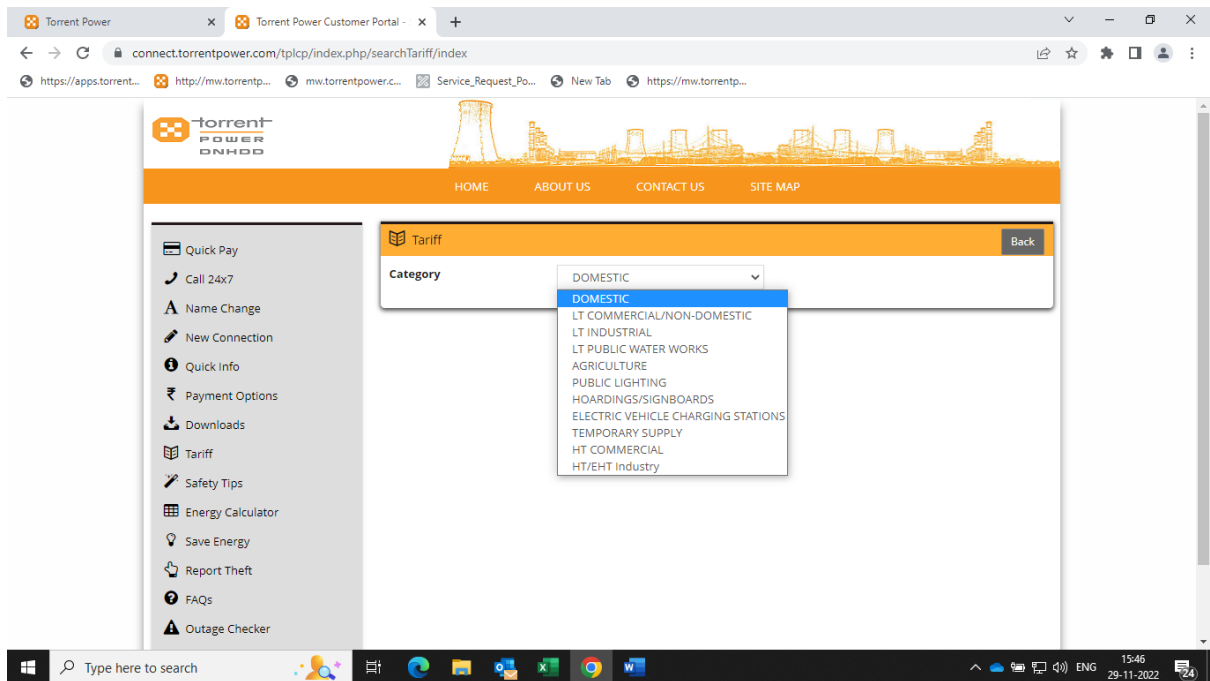 Torrent Power
Torrent Power Customer Portal -
connect.torrentpower.com/tplcp/index.php/searchTariff/index
https://apps.torrent...
http://mw.torrentp...
mw.torrentpower.c...
Service_Request_Po...
New Tab
https://mw.torrentp...
torrent
POWER
DNHDD
HOME
ABOUT US
CONTACT US
SITE MAP
Quick Pay
Call 24x7
Name Change
New Connection
Quick Info
Payment Options
Downloads
Tariff
Safety Tips
Energy Calculator
Save Energy
Report Theft
FAQs
Outage Checker
Tariff
Back
Category
DOMESTIC
DOMESTIC
LT COMMERCIAL/NON-DOMESTIC
LT INDUSTRIAL
LT PUBLIC WATER WORKS
AGRICULTURE
PUBLIC LIGHTING
HOARDINGS/SIGNBOARDS
ELECTRIC VEHICLE CHARGING STATIONS
TEMPORARY SUPPLY
HT COMMERCIAL
HT/EHT Industry
Type here to search
ENG
15:46
29-11-2022
24